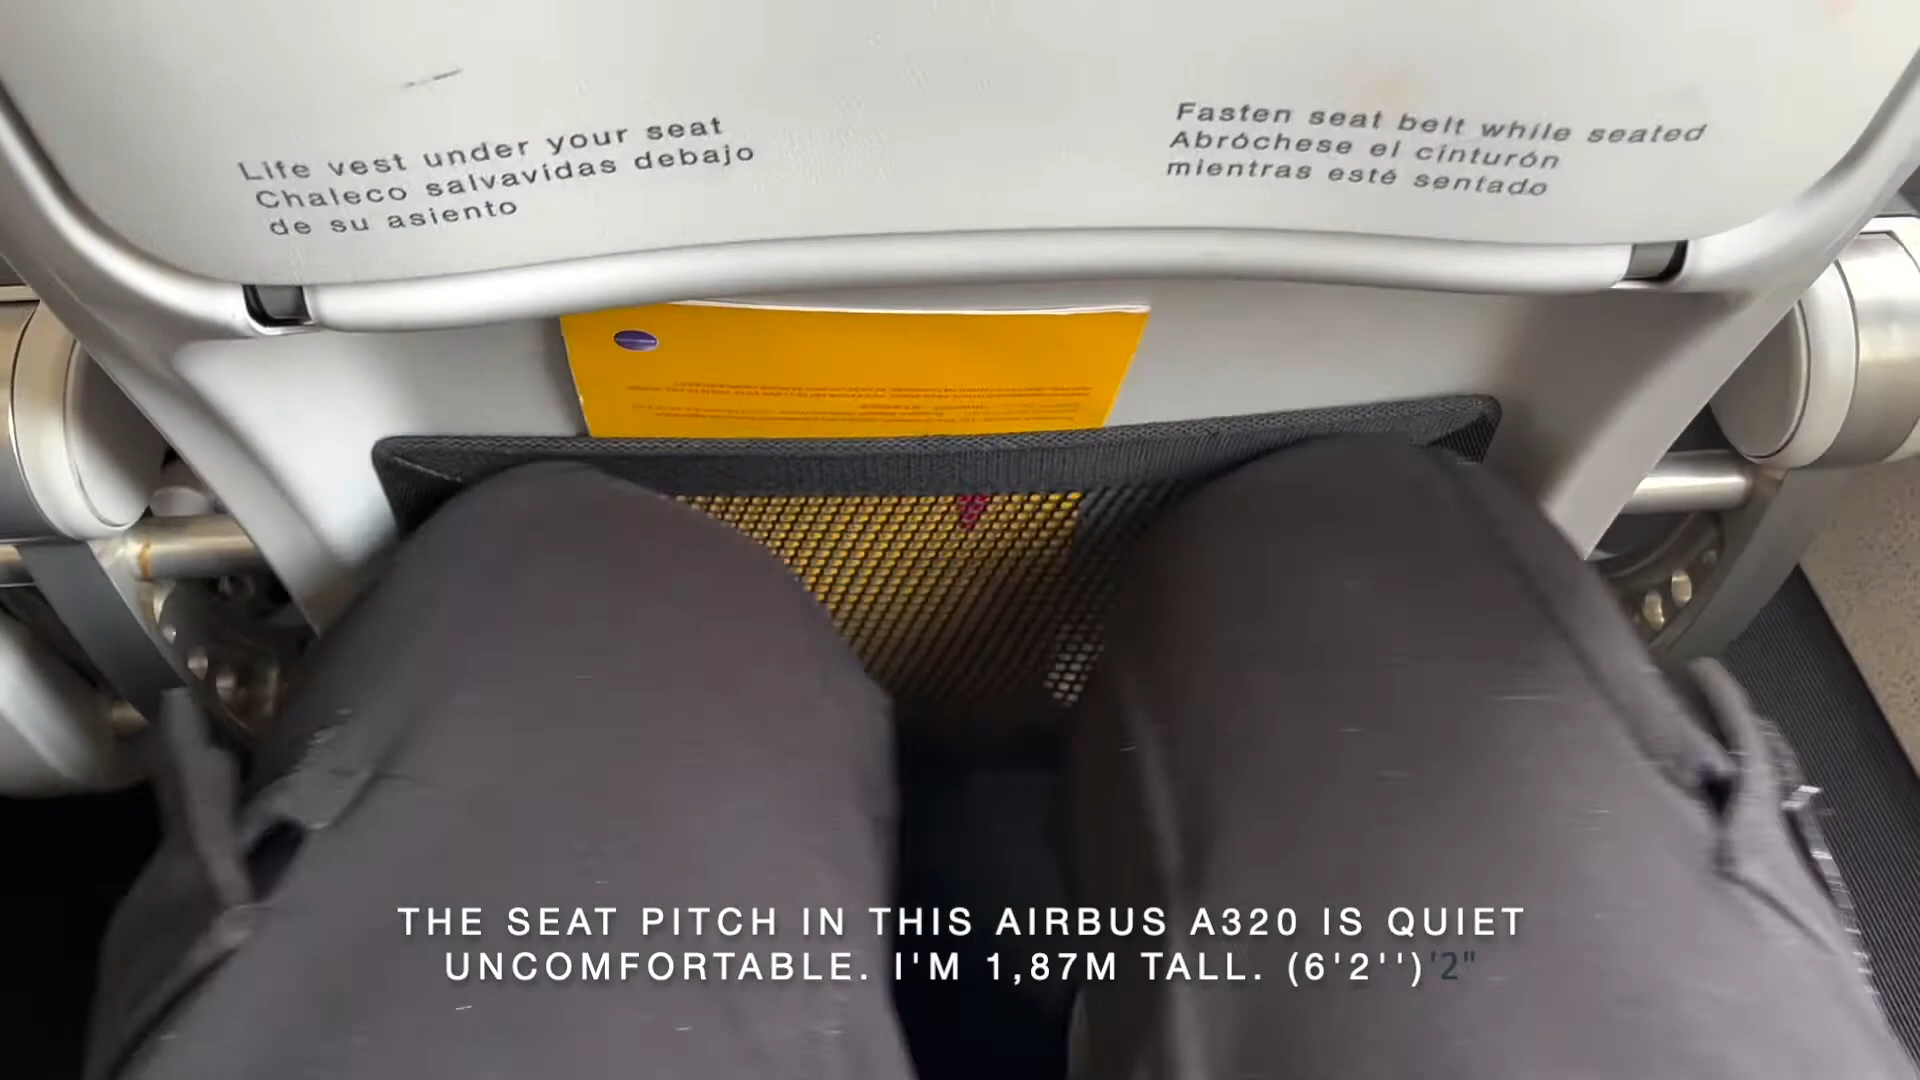 Life vest under your seat
Chaleco salvavidas debajo
de su asiento
Fasten seat belt while seated
Abróchese el cinturón
mientras esté sentado
THE SEAT PITCH IN THIS AIRBUS A320 IS QUIET
UNCOMFORTABLE. I'M 1,87M TALL. (6'2'')'2"